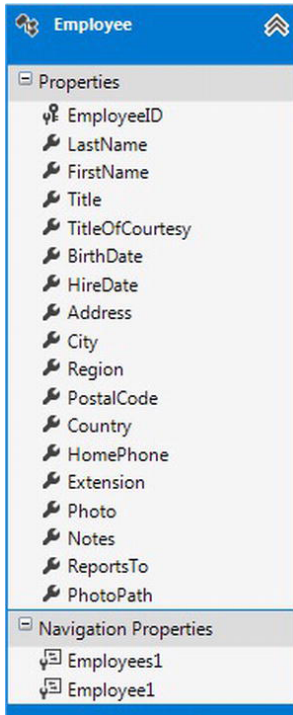 Employee
Properties
EmployeeID
LastName
FirstName
Title
TitleOfCourtesy
BirthDate
HireDate
Address
City
Region
PostalCode
Country
HomePhone
Extension
Photo
Notes
ReportsTo
PhotoPath
Navigation Properties
Employees1
Employee1